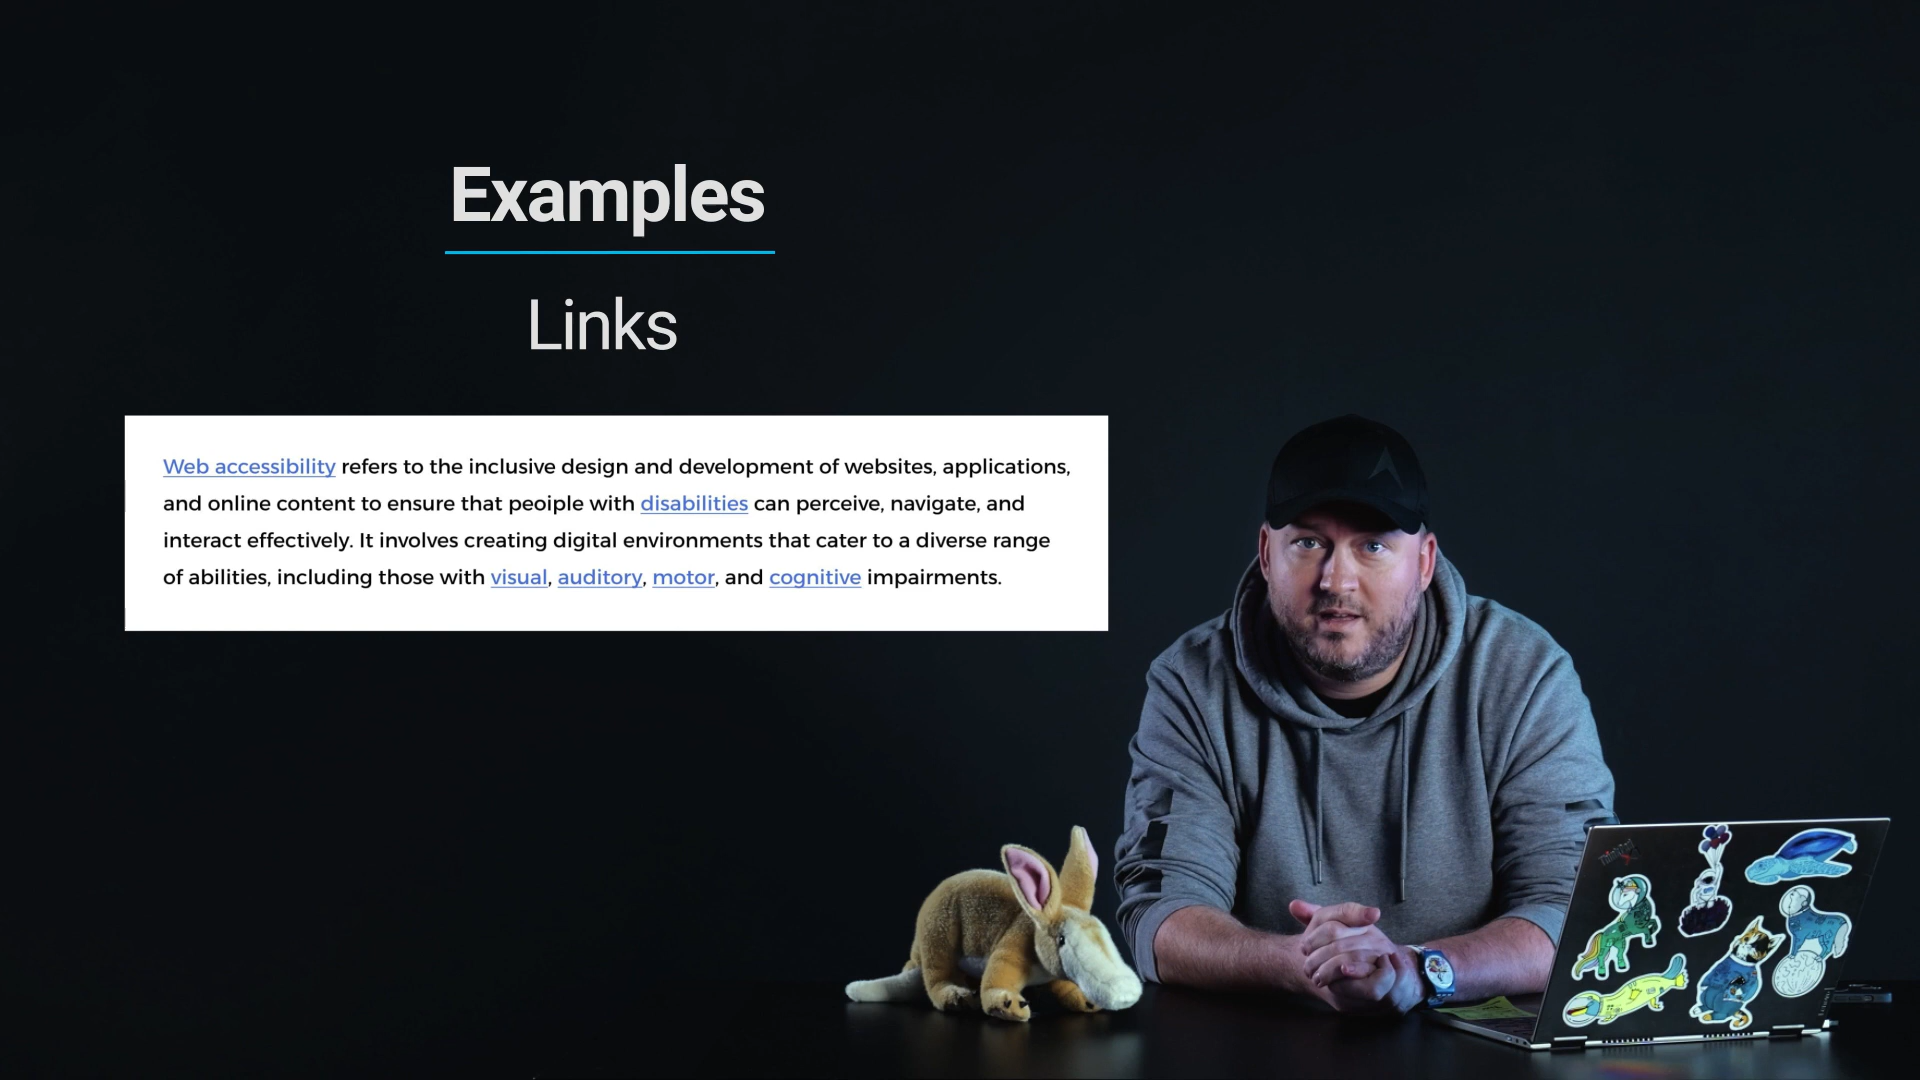 Examples
Links
Web accessibility refers to the inclusive design and development of websites, applications,
and online content to ensure that peoiple with disabilities can perceive, navigate, and
interact effectively. It involves creating digital environments that cater to a diverse range
of abilities, including those with visual, auditory, motor, and cognitive impairments.